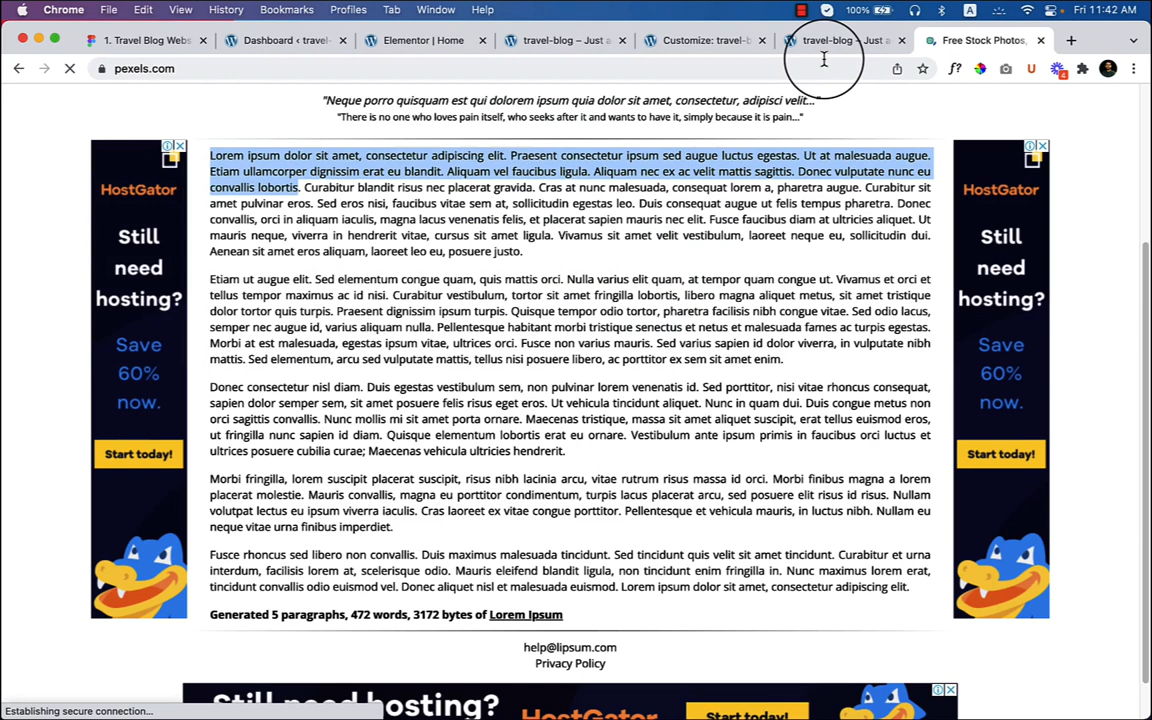 Chrome File Edit View History Bookmarks Profiles Tab Window Help 100% A Fri 11:42 AM
1. Travel Blog Webs Dashboard ‹ travel- Elementor | Home travel-blog – Just a Customize: travel-b travel-blog – Just a Free Stock Photos,
pexels.com f? U 4
"Neque porro quisquam est qui dolorem ipsum quia dolor sit amet, consectetur, adipisci velit..."
"There is no one who loves pain itself, who seeks after it and wants to have it, simply because it is pain..."
Lorem ipsum dolor sit amet, consectetur adipiscing elit. Praesent consectetur ipsum sed augue luctus egestas. Ut at malesuada augue.
Etiam ullamcorper dignissim erat eu blandit. Aliquam vel faucibus ligula. Aliquam nec ex ac velit mattis sagittis. Donec vulputate nunc eu
convallis lobortis. Curabitur blandit risus nec placerat gravida. Cras at nunc malesuada, consequat lorem a, pharetra augue. Curabitur sit
amet pulvinar eros. Sed eros nisi, faucibus vitae sem at, sollicitudin egestas leo. Duis consequat augue ut felis tempus pharetra. Donec
convallis, orci in aliquam iaculis, magna lacus venenatis felis, et placerat sapien mauris nec elit. Fusce faucibus diam at ultricies aliquet. Ut
mauris neque, viverra in hendrerit vitae, cursus sit amet ligula. Vivamus sit amet velit vestibulum, laoreet neque eu, sollicitudin dui.
Aenean sit amet eros aliquam, laoreet leo eu, posuere justo.
Etiam ut augue elit. Sed elementum congue quam, quis mattis orci. Nulla varius elit quam, at tempor quam congue ut. Vivamus et orci et
tellus tempor maximus ac id nisi. Curabitur vestibulum, tortor sit amet fringilla lobortis, libero magna aliquet metus, sit amet tristique
dolor tortor quis turpis. Praesent dignissim ipsum turpis. Quisque tempor odio tortor, pharetra facilisis nibh congue vitae. Sed odio lacus,
semper nec augue id, varius aliquam nulla. Pellentesque habitant morbi tristique senectus et netus et malesuada fames ac turpis egestas.
Morbi at est malesuada, egestas ipsum vitae, ultrices orci. Fusce non varius mauris. Sed varius sapien id dolor viverra, in vulputate nibh
mattis. Sed elementum, arcu sed vulputate mattis, tellus nisi posuere libero, ac porttitor ex sem sit amet enim.
Donec consectetur nisl diam. Duis egestas vestibulum sem, non pulvinar lorem venenatis id. Sed porttitor, nisi vitae rhoncus consequat,
sapien dolor semper sem, sit amet posuere felis risus eget eros. Ut vehicula tincidunt aliquet. Nunc in quam dui. Duis congue metus non
orci sagittis convallis. Nunc mollis mi sit amet porta ornare. Maecenas tristique, massa sit amet aliquet suscipit, erat tellus euismod eros,
ut fringilla nunc sapien id diam. Quisque elementum lobortis erat eu ornare. Vestibulum ante ipsum primis in faucibus orci luctus et
ultrices posuere cubilia curae; Maecenas vehicula ultricies hendrerit.
Morbi fringilla, lorem suscipit placerat suscipit, risus nibh lacinia arcu, vitae rutrum risus massa id orci. Morbi finibus magna a lorem
placerat molestie. Mauris convallis, magna eu porttitor condimentum, turpis lacus placerat arcu, sed posuere elit risus id risus. Nullam
volutpat lectus eu ipsum viverra iaculis. Cras laoreet ex vitae congue porttitor. Pellentesque et vehicula mauris, in luctus nibh. Nullam eu
neque vitae urna finibus imperdiet.
Fusce rhoncus sed libero non convallis. Duis maximus malesuada tincidunt. Sed tincidunt quis velit sit amet tincidunt. Curabitur et urna
interdum, facilisis lorem at, scelerisque odio. Mauris eleifend blandit ligula, non tincidunt enim fringilla in. Nunc maximus lorem erat,
tincidunt convallis odio euismod vel. Donec aliquet nisl et malesuada euismod. Lorem ipsum dolor sit amet, consectetur adipiscing elit.
Generated 5 paragraphs, 472 words, 3172 bytes of Lorem Ipsum
help@lipsum.com
Privacy Policy
HostGator
Still
need
hosting?
Save
60%
now.
Start today!
HostGator
Still
need
hosting?
Save
60%
now.
Start today!
Still need hosting?
HostGator
Start today!
Establishing secure connection...